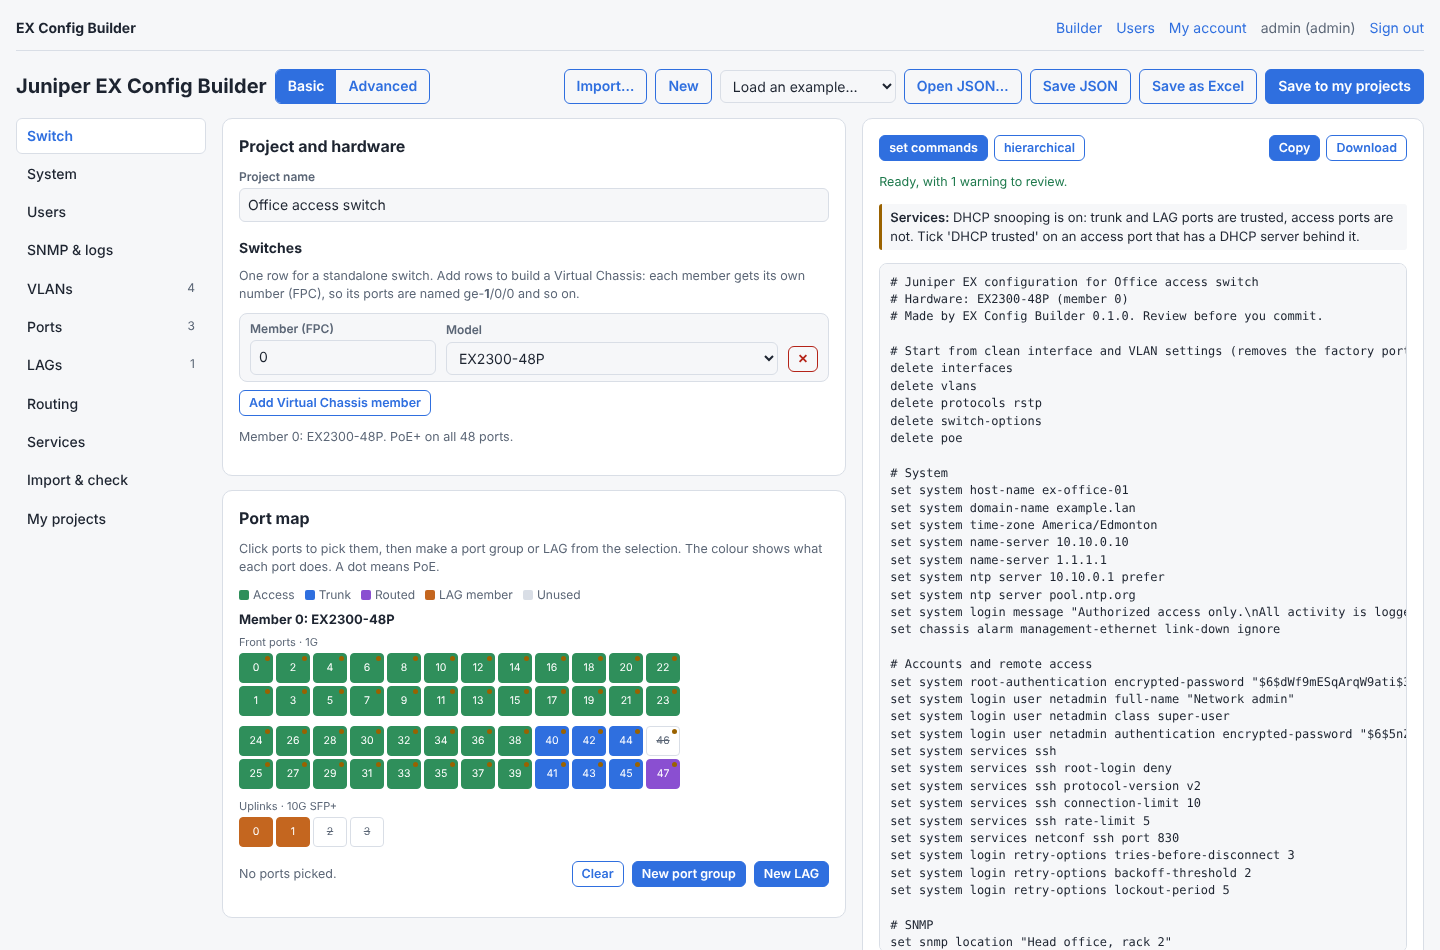 EX Config Builder
Builder Users My account admin (admin) Sign out
Juniper EX Config Builder
Basic Advanced
Import... New Load an example... Open JSON... Save JSON Save as Excel Save to my projects
Switch
System
Users
SNMP & logs
VLANs 4
Ports 3
LAGs 1
Routing
Services
Import & check
My projects
Project and hardware
Project name
Office access switch
Switches
One row for a standalone switch. Add rows to build a Virtual Chassis: each member gets its own
number (FPC), so its ports are named ge-1/0/0 and so on.
Member (FPC) Model
0 EX2300-48P ×
Add Virtual Chassis member
Member 0: EX2300-48P. PoE+ on all 48 ports.
Port map
Click ports to pick them, then make a port group or LAG from the selection. The colour shows what
each port does. A dot means PoE.
Access Trunk Routed LAG member Unused
Member 0: EX2300-48P
Front ports · 1G
0 2 4 6 8 10 12 14 16 18 20 22
1 3 5 7 9 11 13 15 17 19 21 23
24 26 28 30 32 34 36 38 40 42 44 46
25 27 29 31 33 35 37 39 41 43 45 47
Uplinks · 10G SFP+
0 1 2 3
No ports picked.
Clear New port group New LAG
set commands hierarchical Copy Download
Ready, with 1 warning to review.
Services: DHCP snooping is on: trunk and LAG ports are trusted, access ports are
not. Tick 'DHCP trusted' on an access port that has a DHCP server behind it.
# Juniper EX configuration for Office access switch
# Hardware: EX2300-48P (member 0)
# Made by EX Config Builder 0.1.0. Review before you commit.
# Start from clean interface and VLAN settings (removes the factory port
delete interfaces
delete vlans
delete protocols rstp
delete switch-options
delete poe
# System
set system host-name ex-office-01
set system domain-name example.lan
set system time-zone America/Edmonton
set system name-server 10.10.0.10
set system name-server 1.1.1.1
set system ntp server 10.10.0.1 prefer
set system ntp server pool.ntp.org
set system login message "Authorized access only.\nAll activity is logge
set chassis alarm management-ethernet link-down ignore
# Accounts and remote access
set system root-authentication encrypted-password "$6$dWf9mESqArqW9ati$
set system login user netadmin full-name "Network admin"
set system login user netadmin class super-user
set system login user netadmin authentication encrypted-password "$6$5n
set system services ssh
set system services ssh root-login deny
set system services ssh protocol-version v2
set system services ssh connection-limit 10
set system services ssh rate-limit 5
set system services netconf ssh port 830
set system login retry-options tries-before-disconnect 3
set system login retry-options backoff-threshold 2
set system login retry-options lockout-period 5
# SNMP
set snmp location "Head office, rack 2"